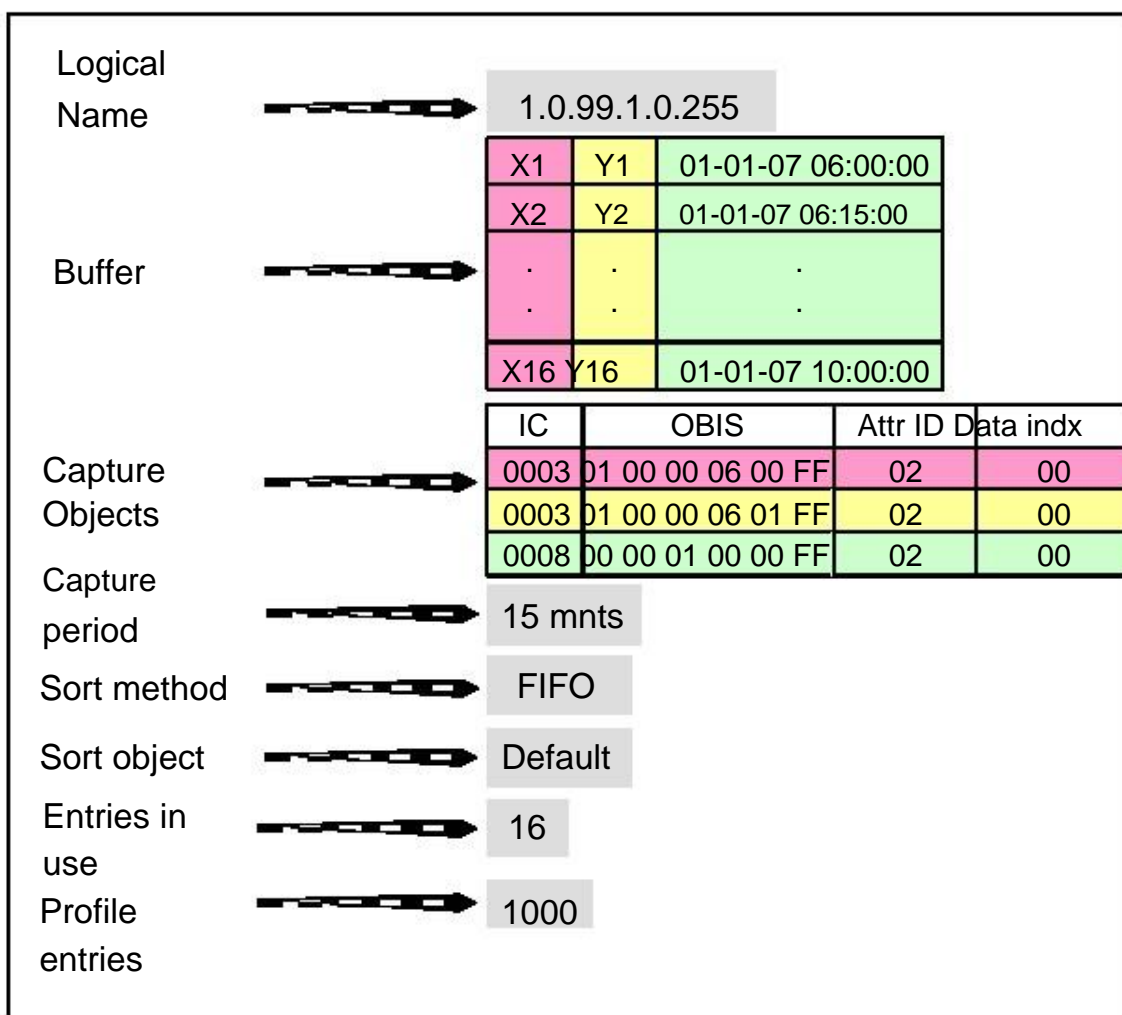 Logical
Name
1.0.99.1.0.255
X1 Y1 01-01-07 06:00:00
X2 Y2 01-01-07 06:15:00
Buffer
. . .
. . .
X16 Y16 01-01-07 10:00:00
IC OBIS Attr ID Data indx
Capture
Objects
0003 01 00 00 06 00 FF 02 00
0003 01 00 00 06 01 FF 02 00
0008 00 00 01 00 00 FF 02 00
Capture
period
15 mnts
Sort method
FIFO
Sort object
Default
Entries in
use
16
Profile
entries
1000